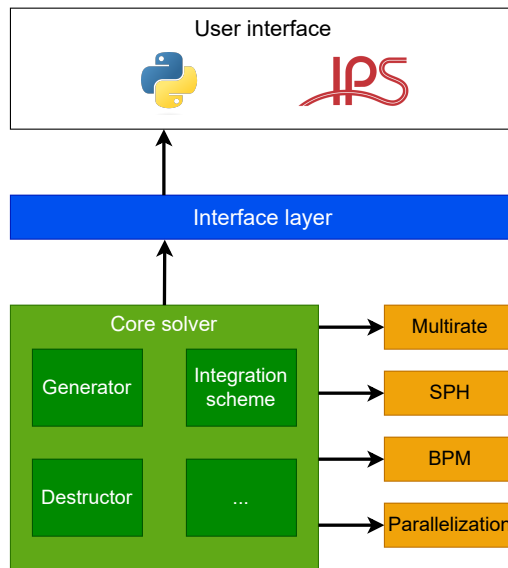 User interface
IPS
Interface layer
Core solver
Generator
Integration
scheme
Destructor
...
Multirate
SPH
BPM
Parallelization